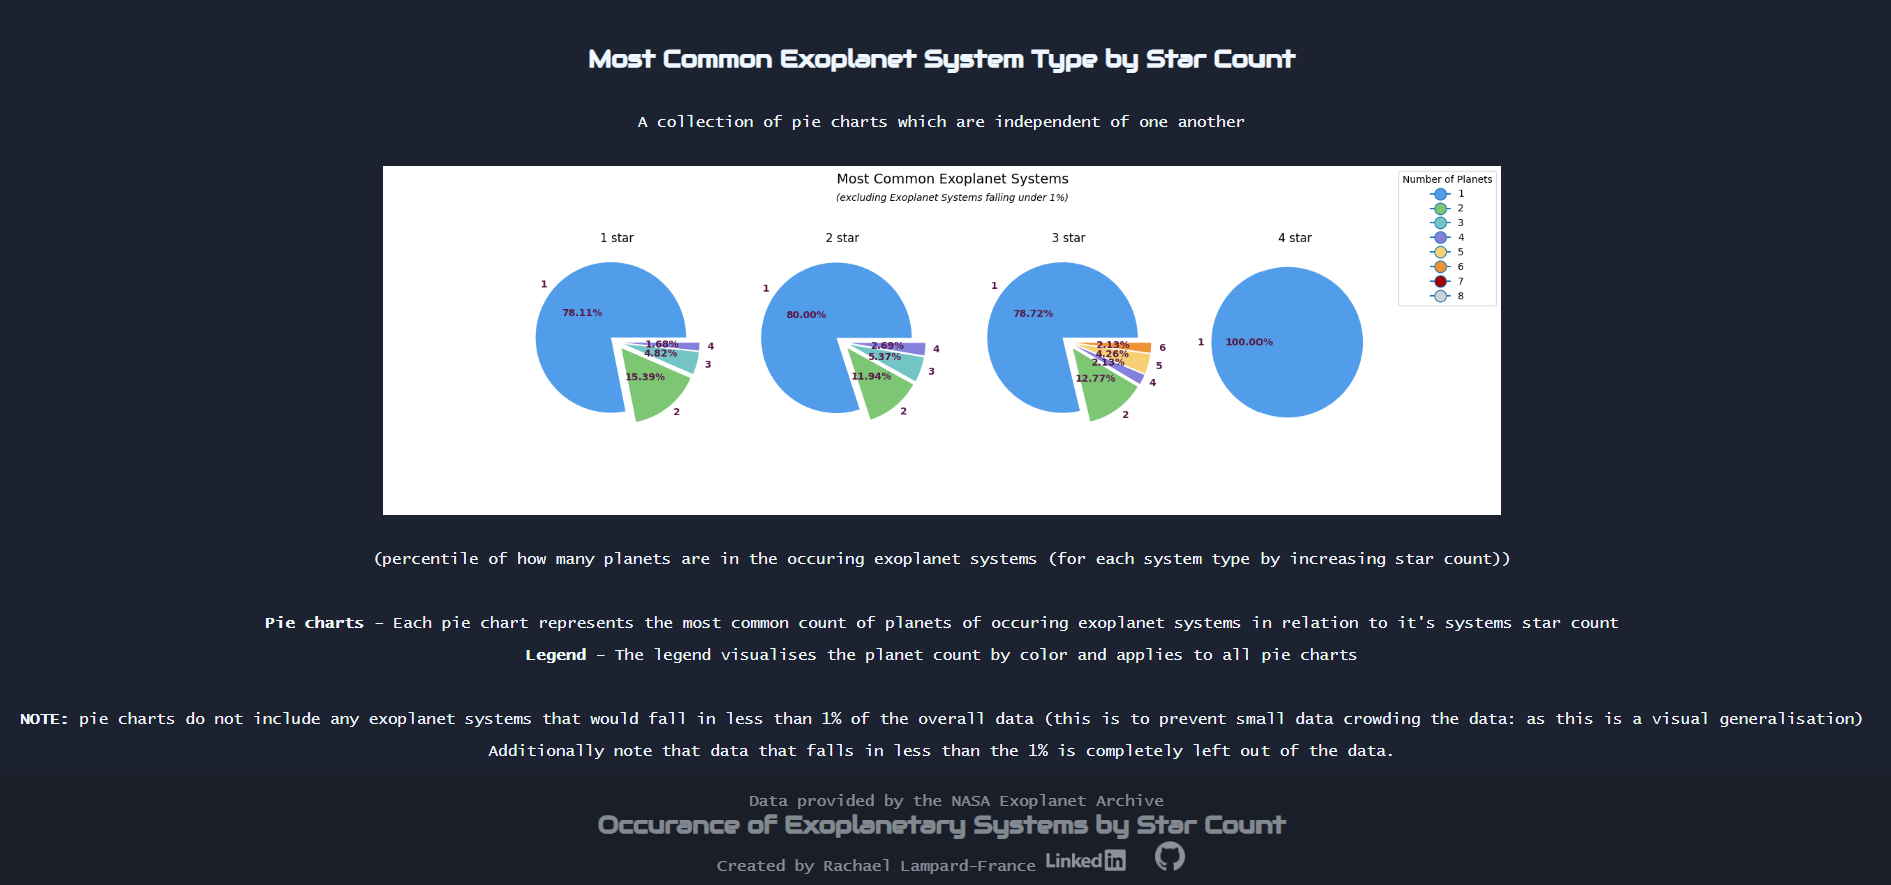 Most Common Exoplanet System Type by Star Count
A collection of pie charts which are independent of one another
Most Common Exoplanet Systems
(excluding Exoplanet Systems falling under 1%)
Number of Planets
1
2
3
4
5
6
7
8
1 star
1
78.11%
1.68%
4
4.82%
3
15.39%
2
2 star
1
80.00%
2.69%
4
5.37%
3
11.94%
2
3 star
1
78.72%
2.13%
6
4.26%
5
2.13%
4
12.77%
2
4 star
1
100.00%
(percentile of how many planets are in the occuring exoplanet systems (for each system type by increasing star count))
Pie charts – Each pie chart represents the most common count of planets of occuring exoplanet systems in relation to it's systems star count
Legend – The legend visualises the planet count by color and applies to all pie charts
NOTE: pie charts do not include any exoplanet systems that would fall in less than 1% of the overall data (this is to prevent small data crowding the data: as this is a visual generalisation)
Additionally note that data that falls in less than the 1% is completely left out of the data.
Data provided by the NASA Exoplanet Archive
Occurance of Exoplanetary Systems by Star Count
Created by Rachael Lampard-France LinkedIn